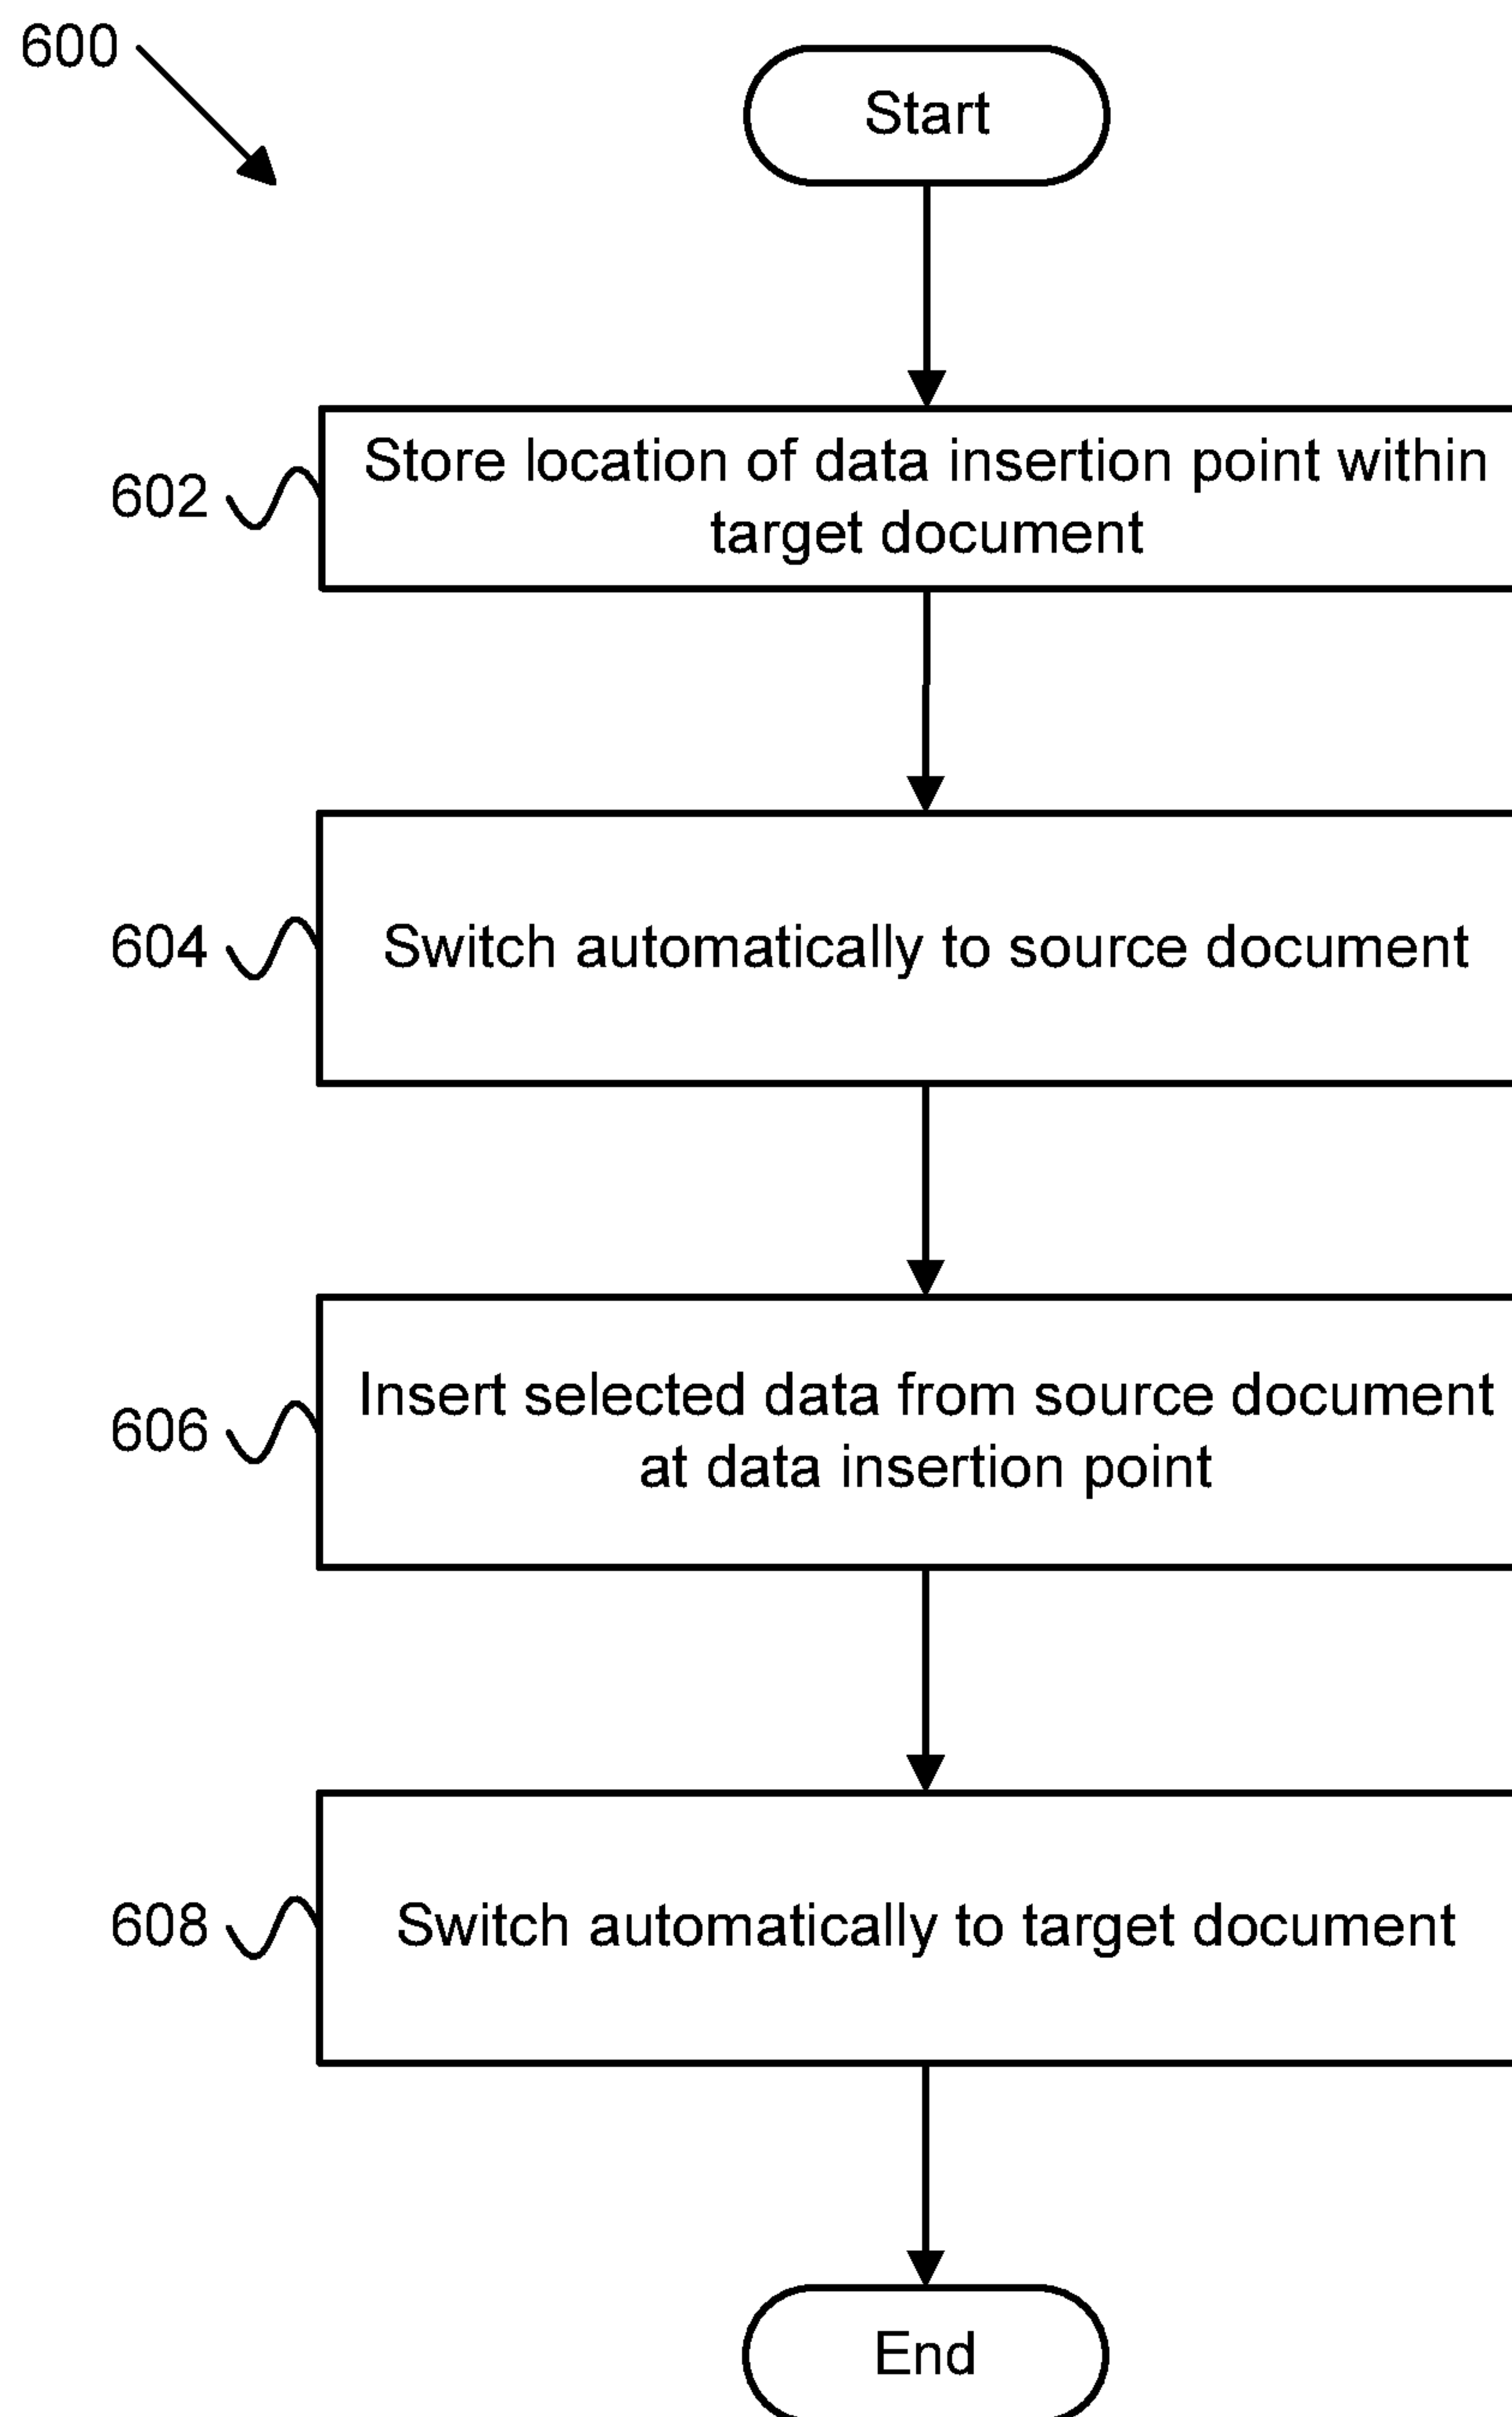 600
Start
602
Store location of data insertion point within
target document
604
Switch automatically to source document
606
Insert selected data from source document
at data insertion point
608
Switch automatically to target document
End